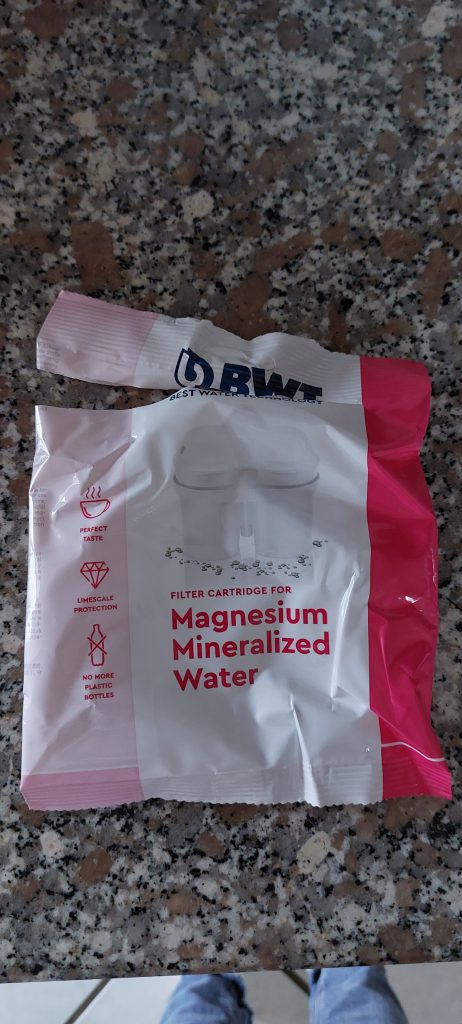 BWT
BEST WATER TECHNOLOGY
PERFECT
TASTE
LIMESCALE
PROTECTION
NO MORE
PLASTIC
BOTTLES
FILTER CARTRIDGE FOR
Magnesium
Mineralized
Water